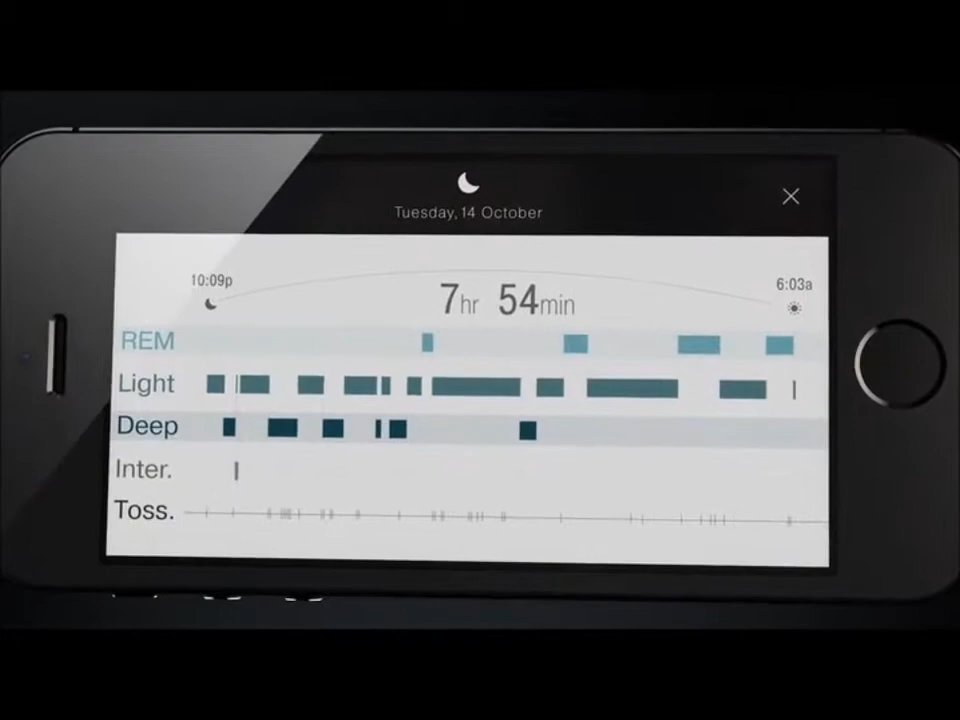 Tuesday, 14 October
10:09p
7hr 54min
6:03a
REM
Light
Deep
Inter.
Toss.